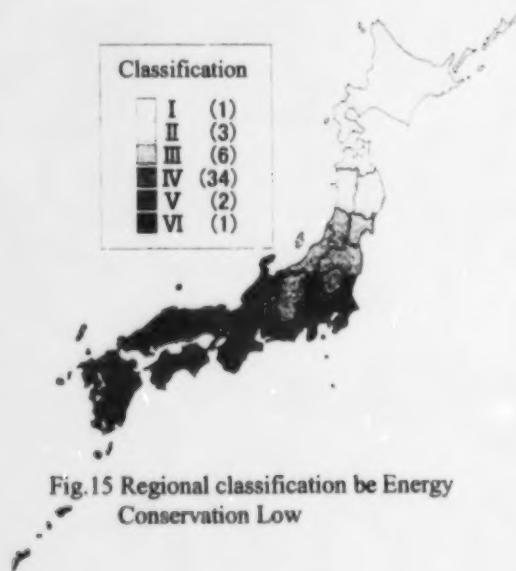 Classification
I (1)
II (3)
III (6)
IV (34)
V (2)
VI (1)
Fig.15 Regional classification be Energy
Conservation Low